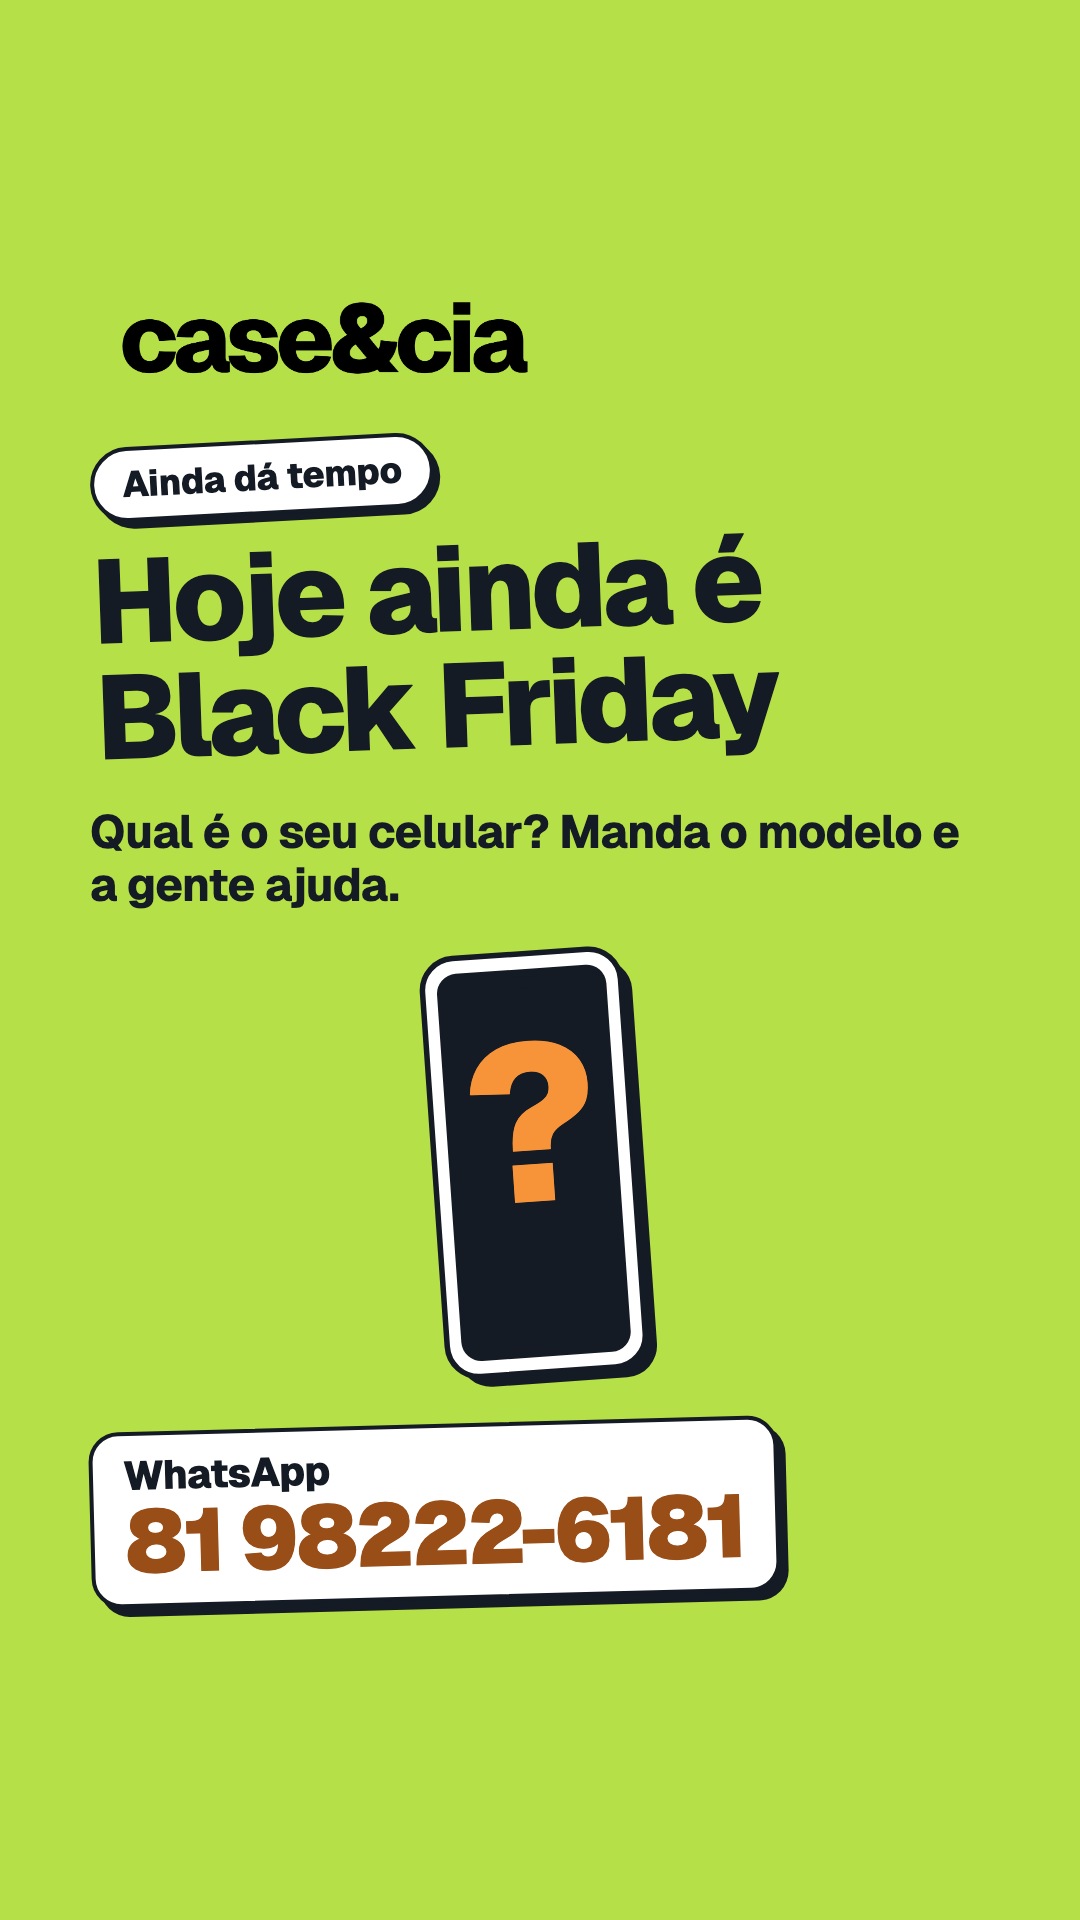 case&cia
Ainda dá tempo
Hoje ainda é
Black Friday
Qual é o seu celular? Manda o modelo e
a gente ajuda.
?
WhatsApp
81 98222-6181